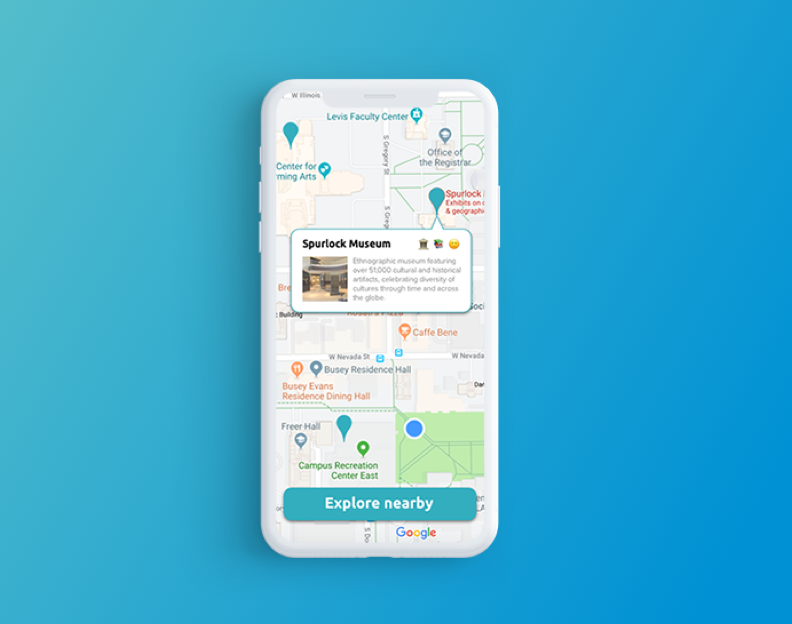 W Illinois
Levis Faculty Center
S Gregory St
Office of
the Registrar
Center for
ming Arts
Spurlock
Exhibits on
& geographic
S Greg
Spurlock Museum
Ethnographic museum featuring
over 51,000 cultural and historical
artifacts, celebrating diversity of
cultures through time and across
the globe.
Bre
Soci
Building
Caffe Bene
W Nevada St
W Nevada
Busey Residence Hall
Busey Evans
Residence Dining Hall
Freer Hall
Campus Recreation
Center East
Explore nearby
Google